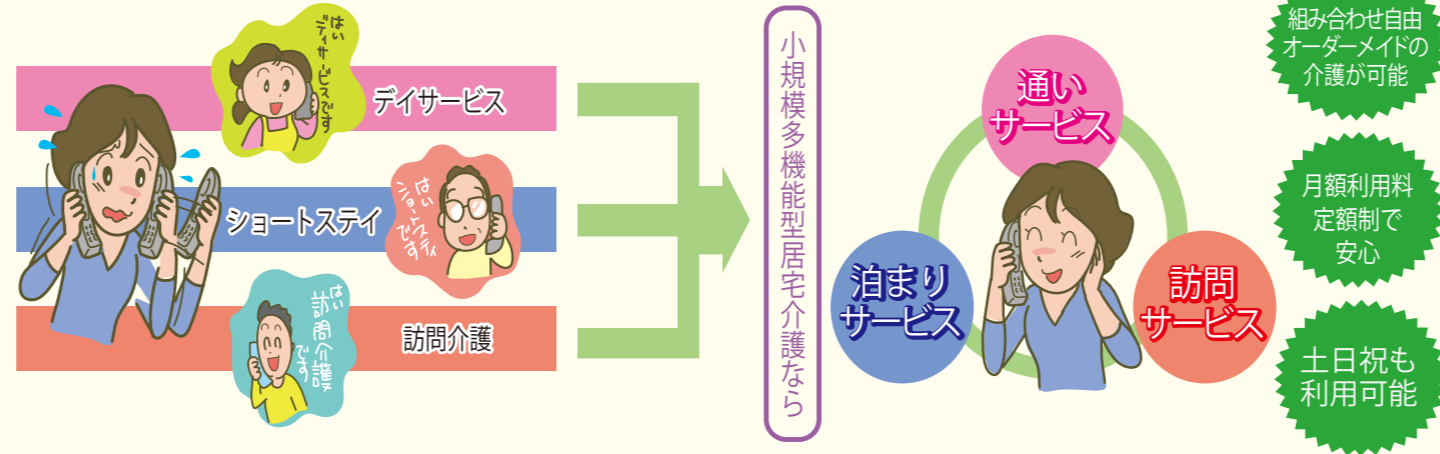 はい
デイサービスです
デイサービス
はい
ショートステイ
です
ショートステイ
はい
訪問介護
です
訪問介護
小規模多機能型居宅介護なら
通い
サービス
泊まり
サービス
訪問
サービス
組み合わせ自由
オーダーメイドの
介護が可能
月額利用料
定額制で
安心
土日祝も
利用可能